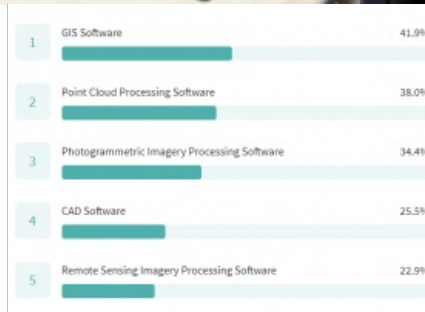 1
GIS Software
41.9%
2
Point Cloud Processing Software
38.0%
3
Photogrammetric Imagery Processing Software
34.4%
4
CAD Software
25.5%
5
Remote Sensing Imagery Processing Software
22.9%